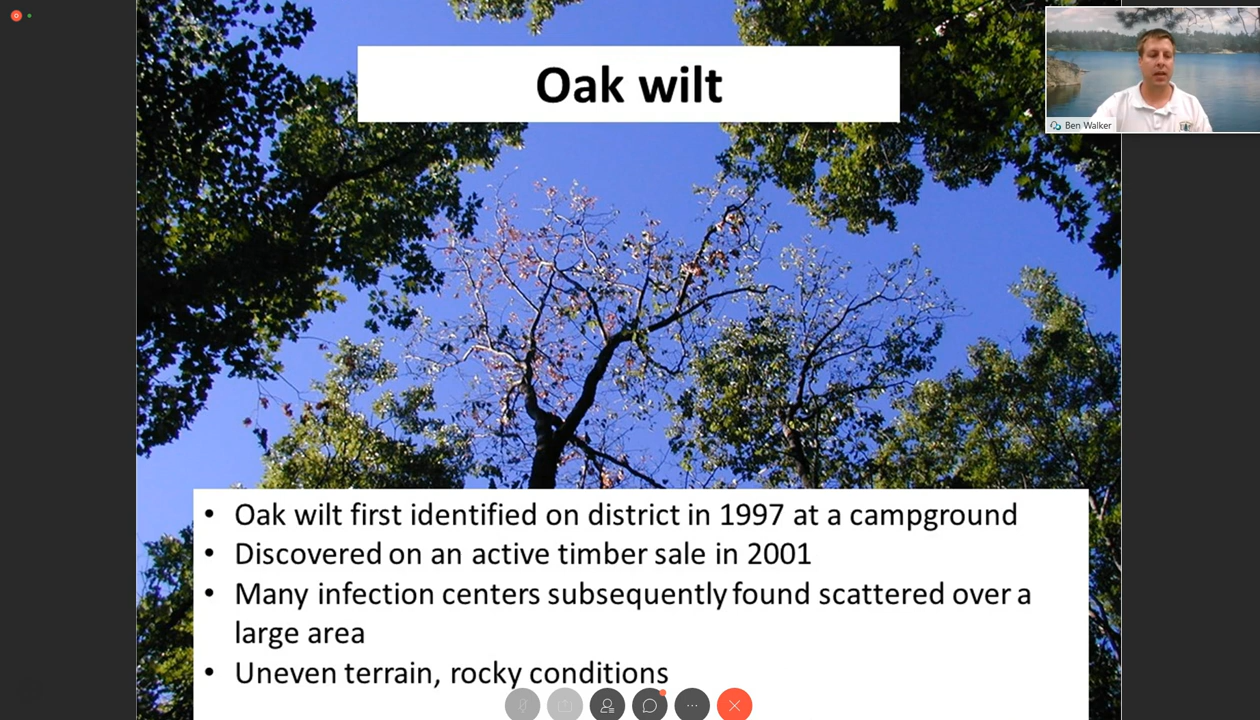 Oak wilt
Ben Walker
• Oak wilt first identified on district in 1997 at a campground
• Discovered on an active timber sale in 2001
• Many infection centers subsequently found scattered over a
large area
• Uneven terrain, rocky conditions